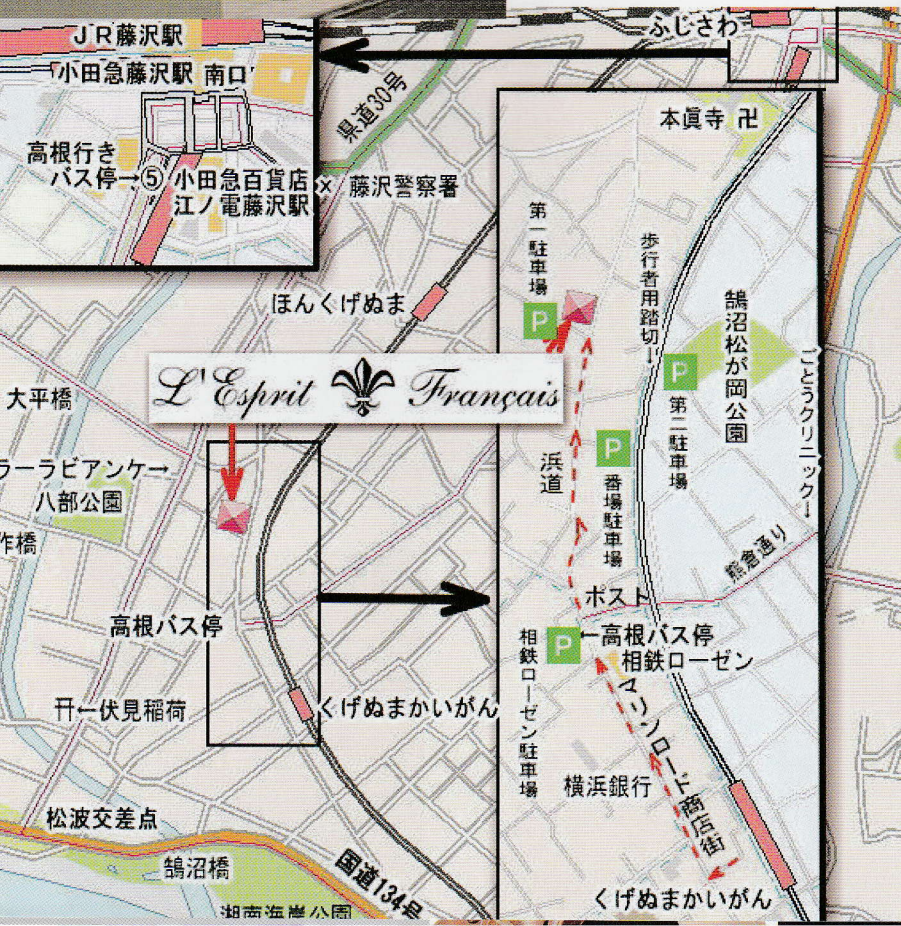 JR藤沢駅
小田急藤沢駅 南口
高根行き
バス停→⑤
小田急百貨店
江ノ電藤沢駅
県道30号
× 藤沢警察署
ふじさわ
ほんくげぬま
L'Esprit Français
大平橋
ラーラビアンケ→
八部公園
作橋
高根バス停
⛩←伏見稲荷
くげぬまかいがん
松波交差点
鵠沼橋
国道134号
湘南海岸公園
本眞寺 卍
第一駐車場
P
歩行者用踏切↓
鵠沼松が岡公園
P
第二駐車場
ごとうクリニック↓
浜道
P
番場駐車場
熊倉通り
ポスト
←高根バス停
P
相鉄ローゼン
相鉄ローゼン駐車場
マリンロード商店街
横浜銀行
くげぬまかいがん